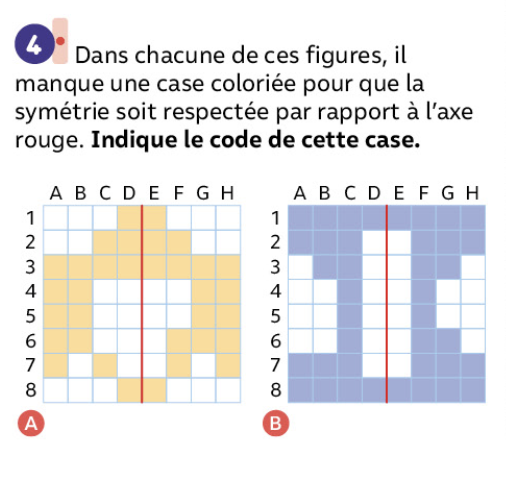 4 Dans chacune de ces figures, il
manque une case coloriée pour que la
symétrie soit respectée par rapport à l'axe
rouge. Indique le code de cette case.
A B C D E F G H
1
2
3
4
5
6
7
8
A
A B C D E F G H
1
2
3
4
5
6
7
8
B